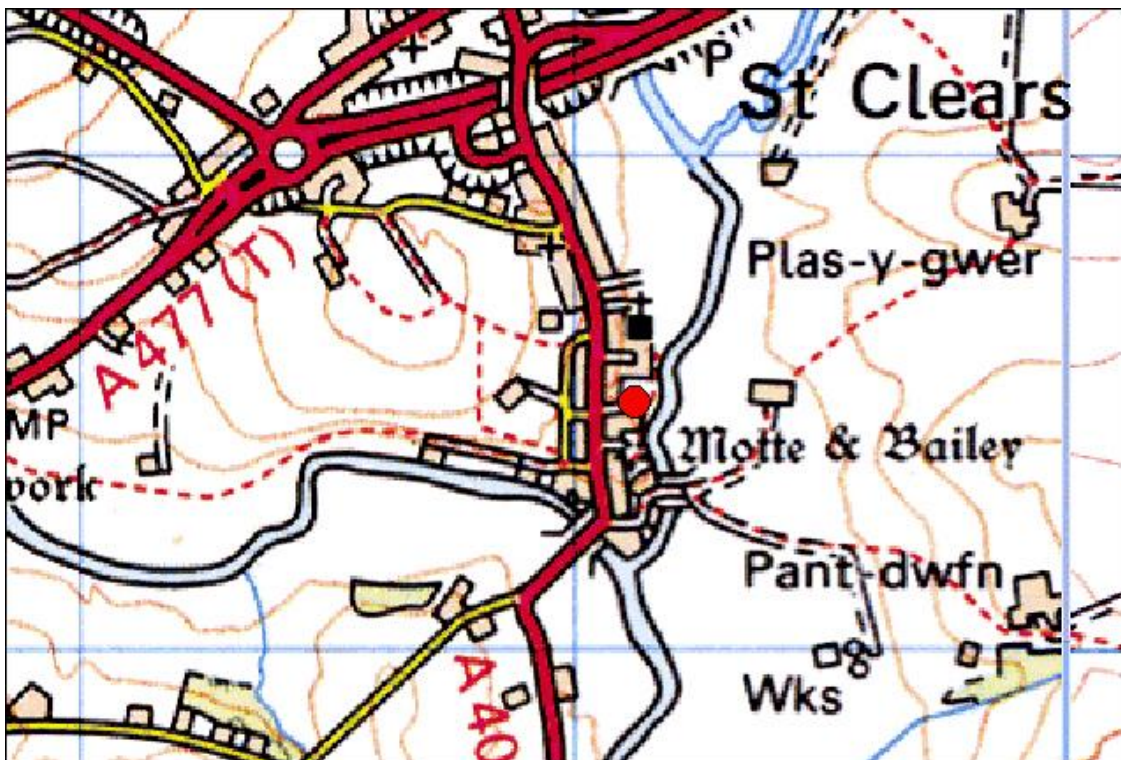 P
St Clears
Plas-y-gwer
A 477 (T)
MP
Motte & Bailey
work
Pant-dwfn
Wks
A 40